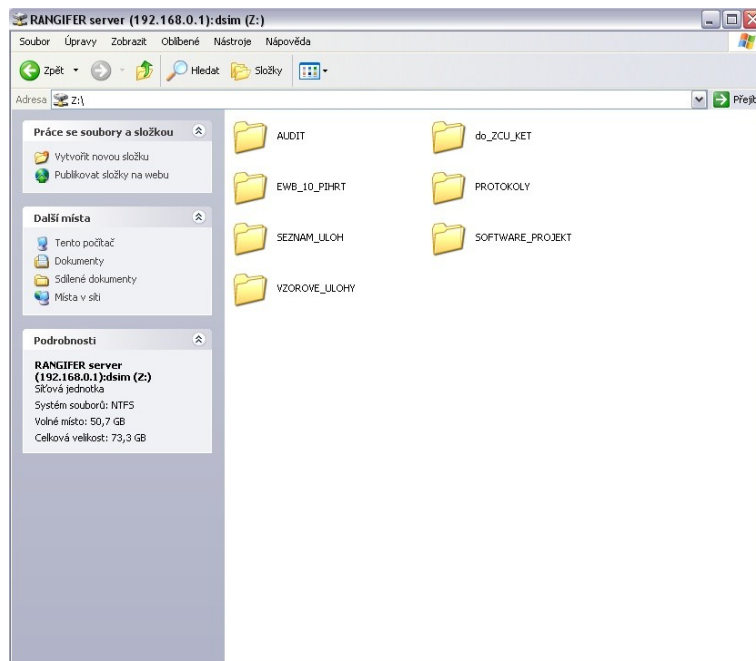 RANGIFER server (192.168.0.1):dsim (Z:)
Soubor Úpravy Zobrazit Oblíbené Nástroje Nápověda
Zpět Hledat Složky
Adresa Z:\ Přejít
Práce se soubory a složkou
Vytvořit novou složku
Publikovat složky na webu
Další místa
Tento počítač
Dokumenty
Sdílené dokumenty
Místa v síti
Podrobnosti
RANGIFER server
(192.168.0.1):dsim (Z:)
Síťová jednotka
Systém souborů: NTFS
Volné místo: 50,7 GB
Celková velikost: 73,3 GB
AUDIT do_ZCU_KET
EWB_10_PIHRT PROTOKOLY
SEZNAM_ULOH SOFTWARE_PROJEKT
VZOROVE_ULOHY